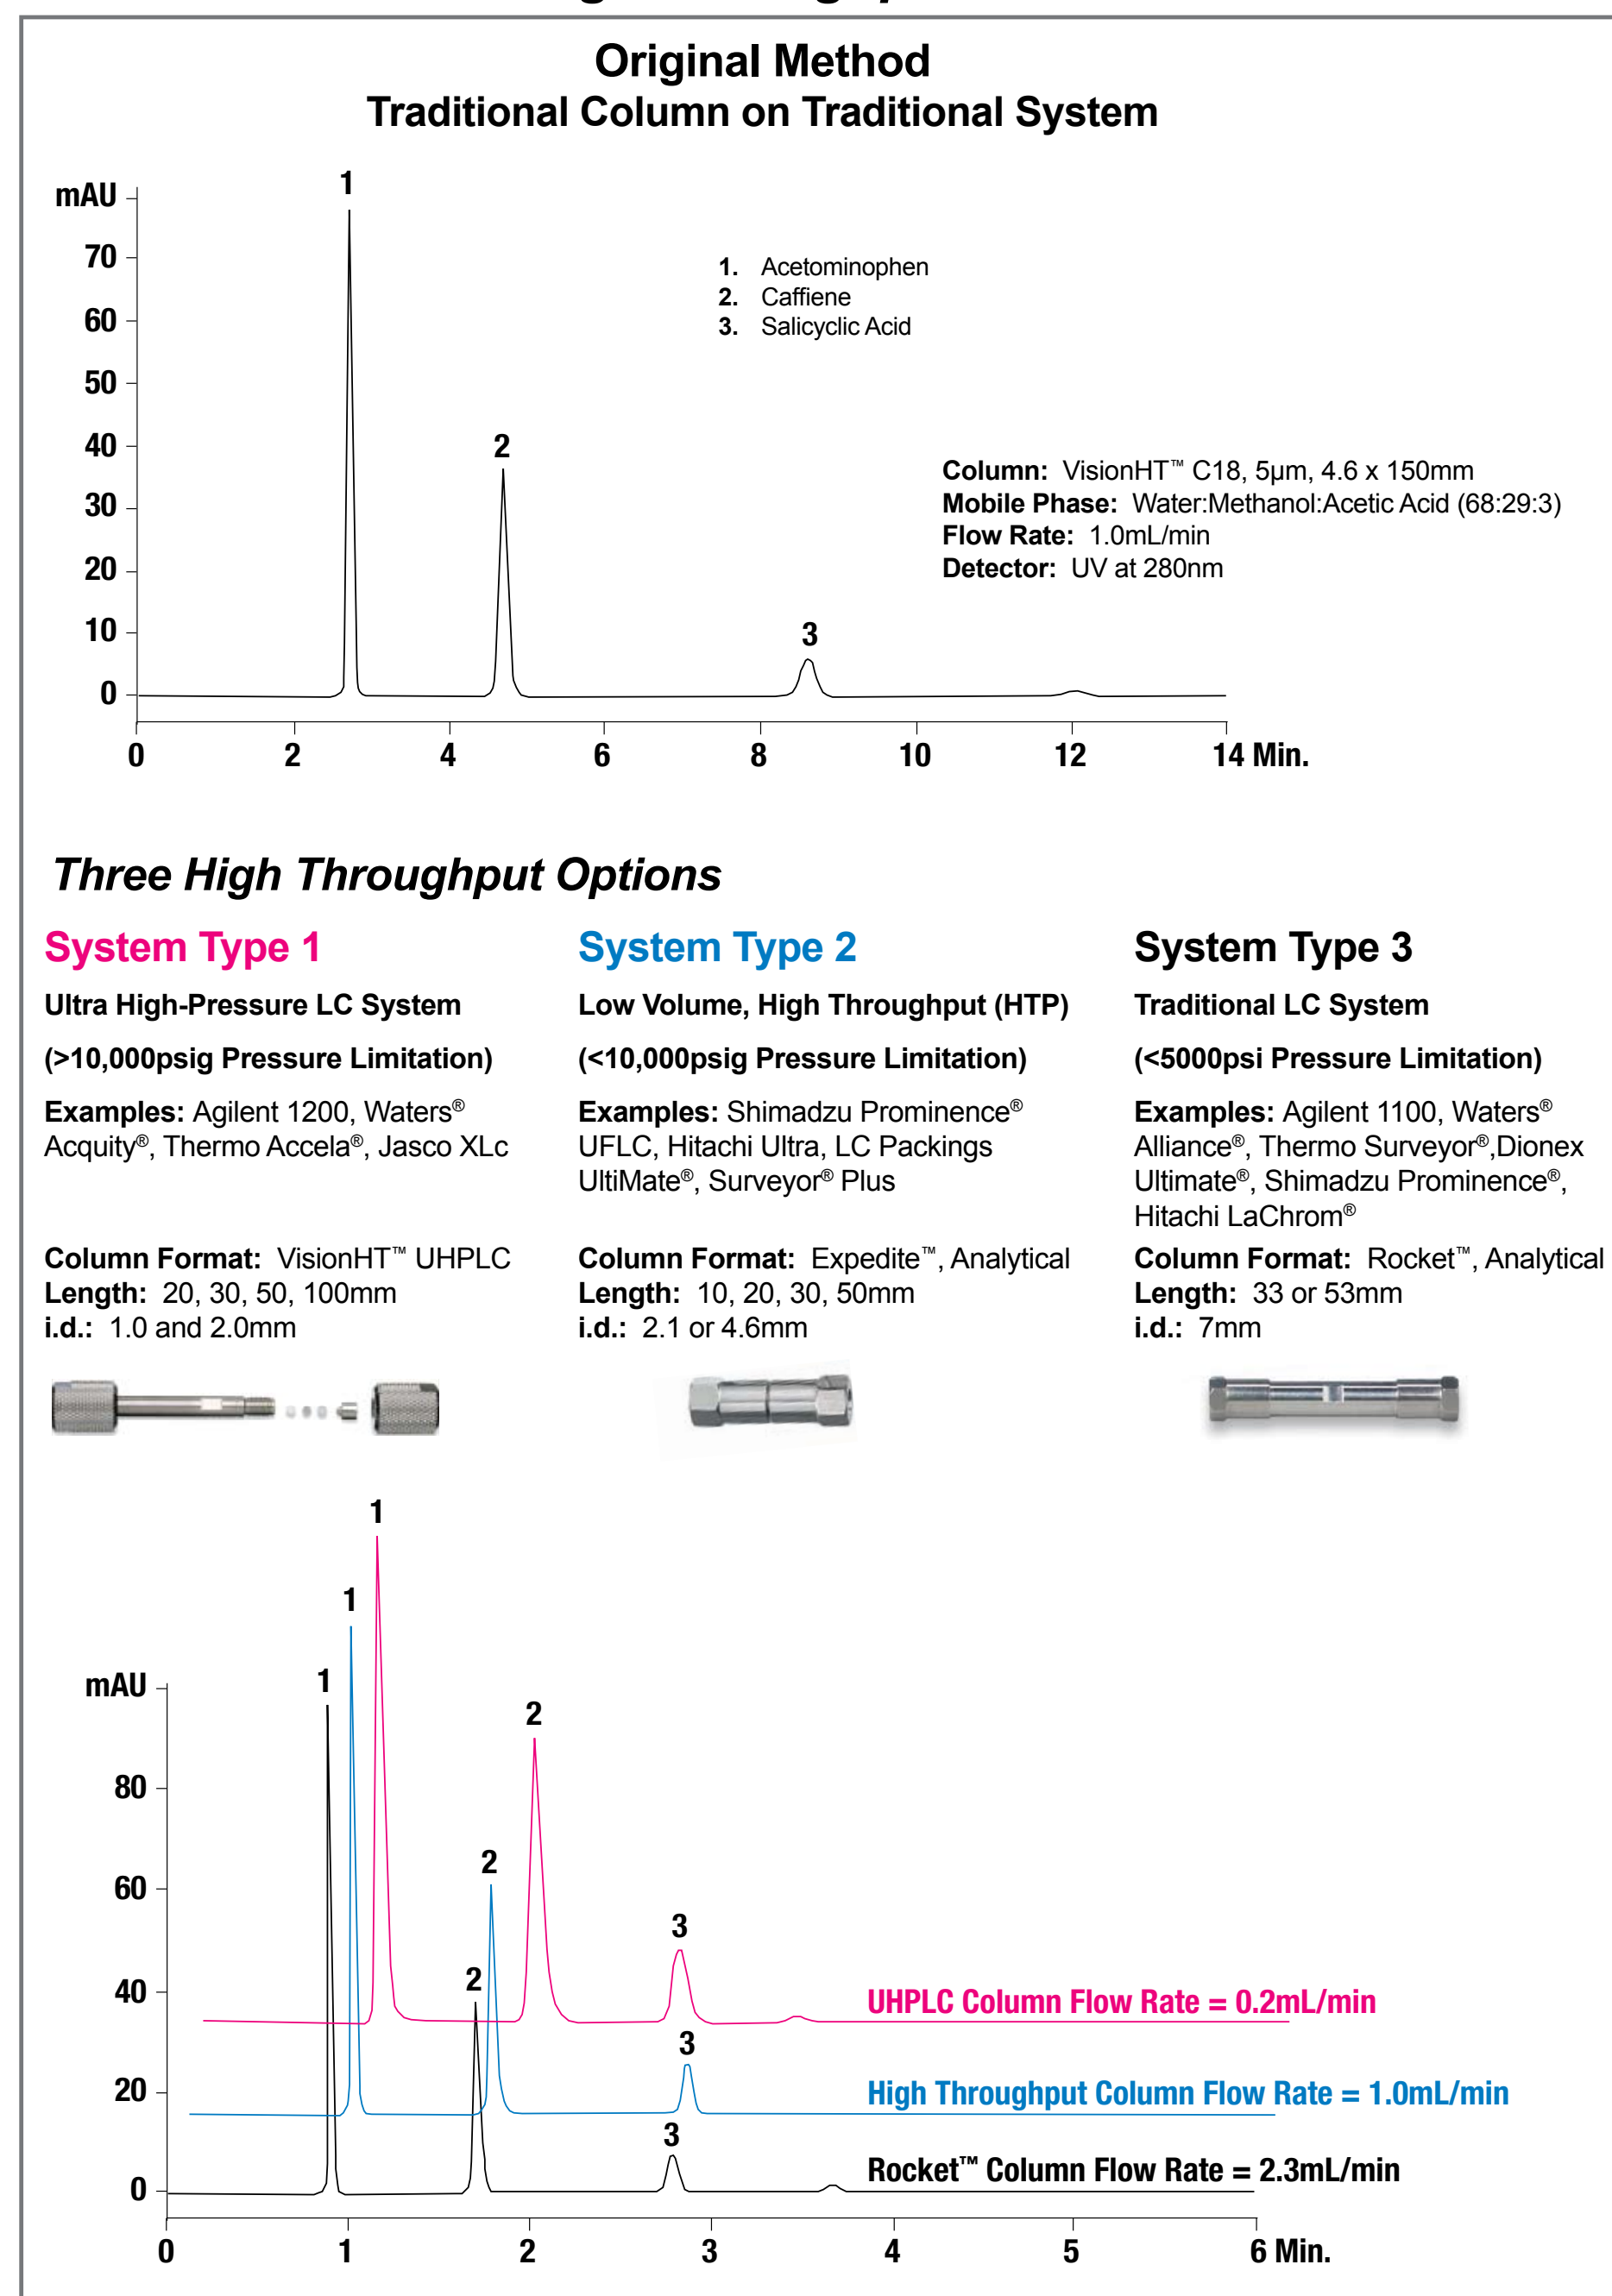 Original Method
Traditional Column on Traditional System
1
mAU
70
60
50
40
30
20
10
0
2
3
1. Acetominophen
2. Caffiene
3. Salicyclic Acid
Column: VisionHT™ C18, 5µm, 4.6 x 150mm
Mobile Phase: Water:Methanol:Acetic Acid (68:29:3)
Flow Rate: 1.0mL/min
Detector: UV at 280nm
0 2 4 6 8 10 12 14 Min.
Three High Throughput Options
System Type 1
Ultra High-Pressure LC System
(>10,000psig Pressure Limitation)
Examples: Agilent 1200, Waters®
Acquity®, Thermo Accela®, Jasco XLc
Column Format: VisionHT™ UHPLC
Length: 20, 30, 50, 100mm
i.d.: 1.0 and 2.0mm
System Type 2
Low Volume, High Throughput (HTP)
(<10,000psig Pressure Limitation)
Examples: Shimadzu Prominence®
UFLC, Hitachi Ultra, LC Packings
UltiMate®, Surveyor® Plus
Column Format: Expedite™, Analytical
Length: 10, 20, 30, 50mm
i.d.: 2.1 or 4.6mm
System Type 3
Traditional LC System
(<5000psi Pressure Limitation)
Examples: Agilent 1100, Waters®
Alliance®, Thermo Surveyor®,Dionex
Ultimate®, Shimadzu Prominence®,
Hitachi LaChrom®
Column Format: Rocket™, Analytical
Length: 33 or 53mm
i.d.: 7mm
1
1
1
mAU
80
60
40
20
0
2
2
2
3
3
3
UHPLC Column Flow Rate = 0.2mL/min
High Throughput Column Flow Rate = 1.0mL/min
Rocket™ Column Flow Rate = 2.3mL/min
0 1 2 3 4 5 6 Min.